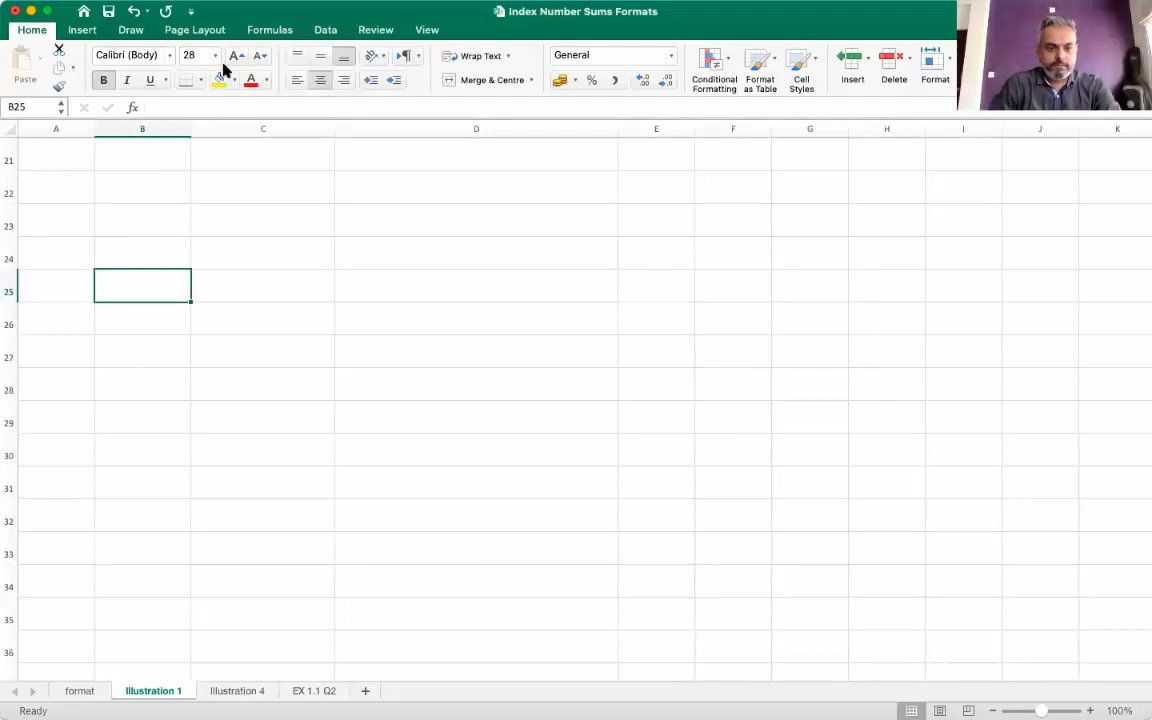 Index Number Sums Formats
Home Insert Draw Page Layout Formulas Data Review View
Paste
Calibri (Body) 28 A A
B I U A
Wrap Text
Merge & Centre
General
%
Conditional Formatting
Format as Table
Cell Styles
Insert Delete Format
B25 fx
A B C D E F G H I J K
21
22
23
24
25
26
27
28
29
30
31
32
33
34
35
36
format Illustration 1 Illustration 4 EX 1.1 Q2 +
Ready
100%